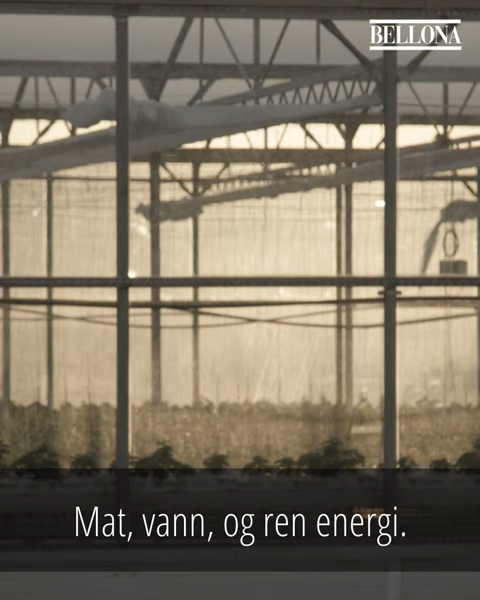 BELLONA
Mat, vann, og ren energi.